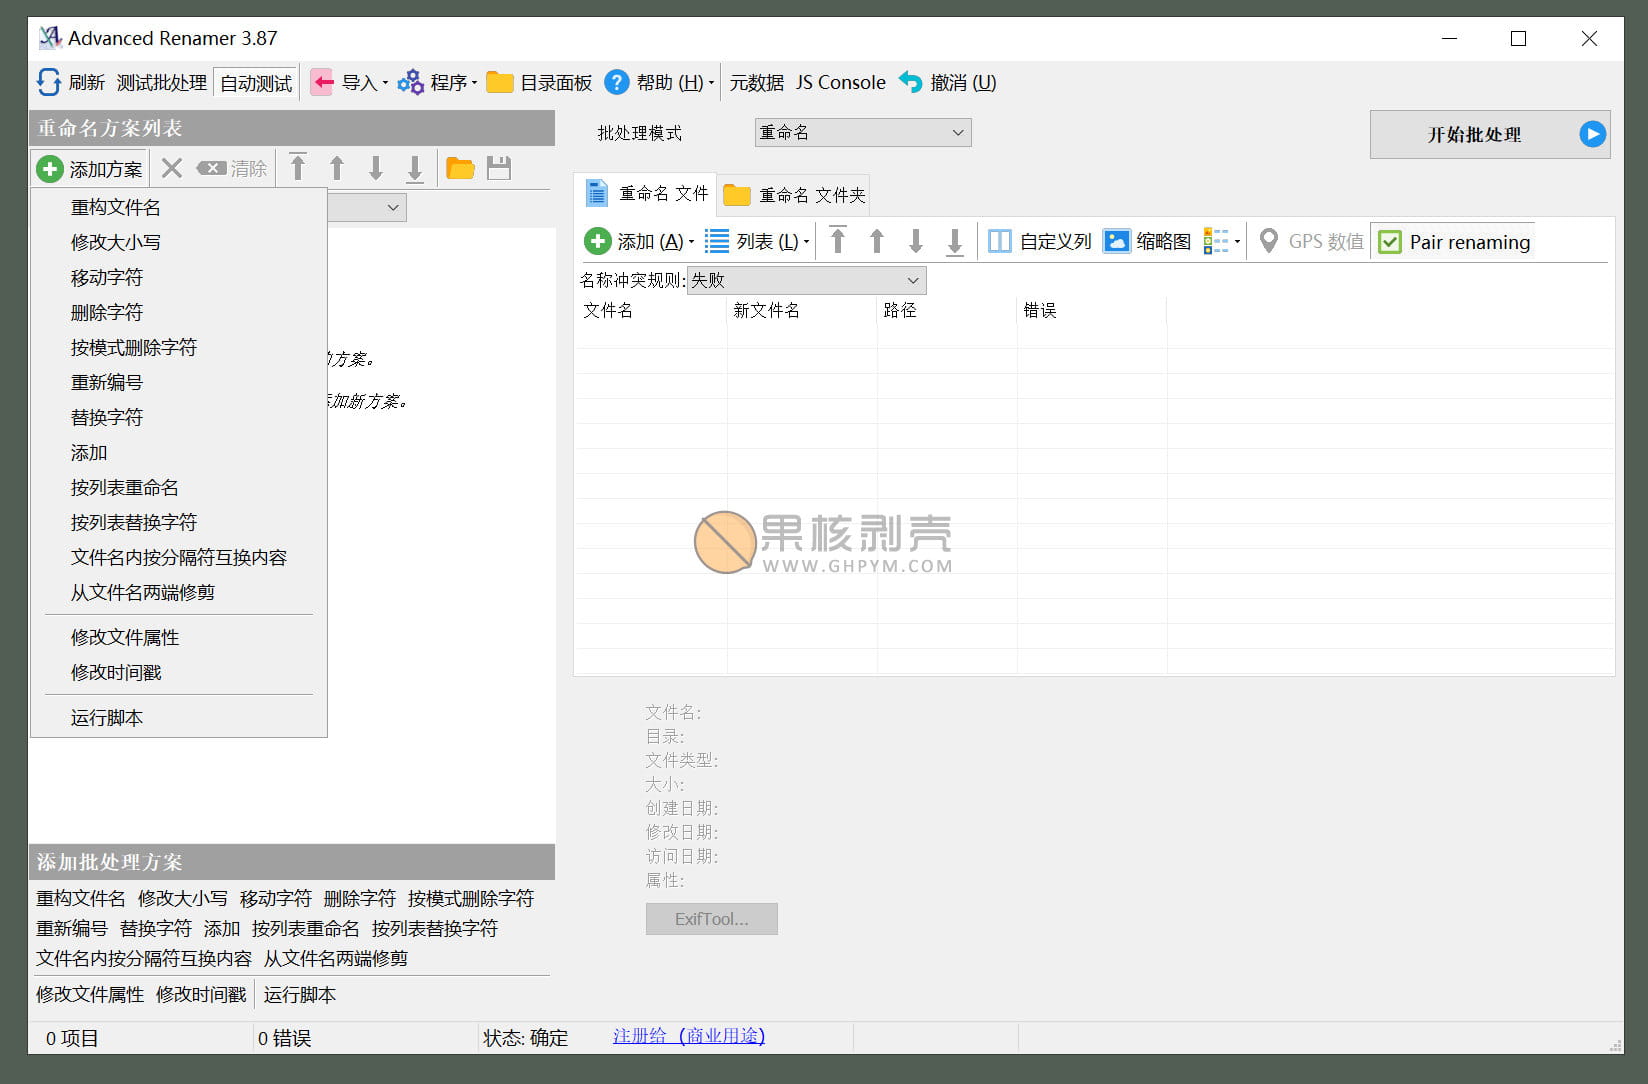 Advanced Renamer 3.87
刷新 测试批处理 自动测试 导入 程序 目录面板 帮助 (H) 元数据 JS Console 撤消 (U)
重命名方案列表
添加方案 清除
重构文件名
修改大小写
移动字符
删除字符
按模式删除字符
重新编号
替换字符
添加
按列表重命名
按列表替换字符
文件名内按分隔符互换内容
从文件名两端修剪
修改文件属性
修改时间戳
运行脚本
方案。
加新方案。
添加批处理方案
重构文件名 修改大小写 移动字符 删除字符 按模式删除字符
重新编号 替换字符 添加 按列表重命名 按列表替换字符
文件名内按分隔符互换内容 从文件名两端修剪
修改文件属性 修改时间戳 运行脚本
批处理模式 重命名 开始批处理
重命名 文件 重命名 文件夹
添加 (A) 列表 (L) 自定义列 缩略图 GPS 数值 Pair renaming
名称冲突规则: 失败
文件名 新文件名 路径 错误
果核剥壳
WWW.GHPYM.COM
文件名:
目录:
文件类型:
大小:
创建日期:
修改日期:
访问日期:
属性:
ExifTool...
0 项目 0 错误 状态: 确定 注册给 (商业用途)